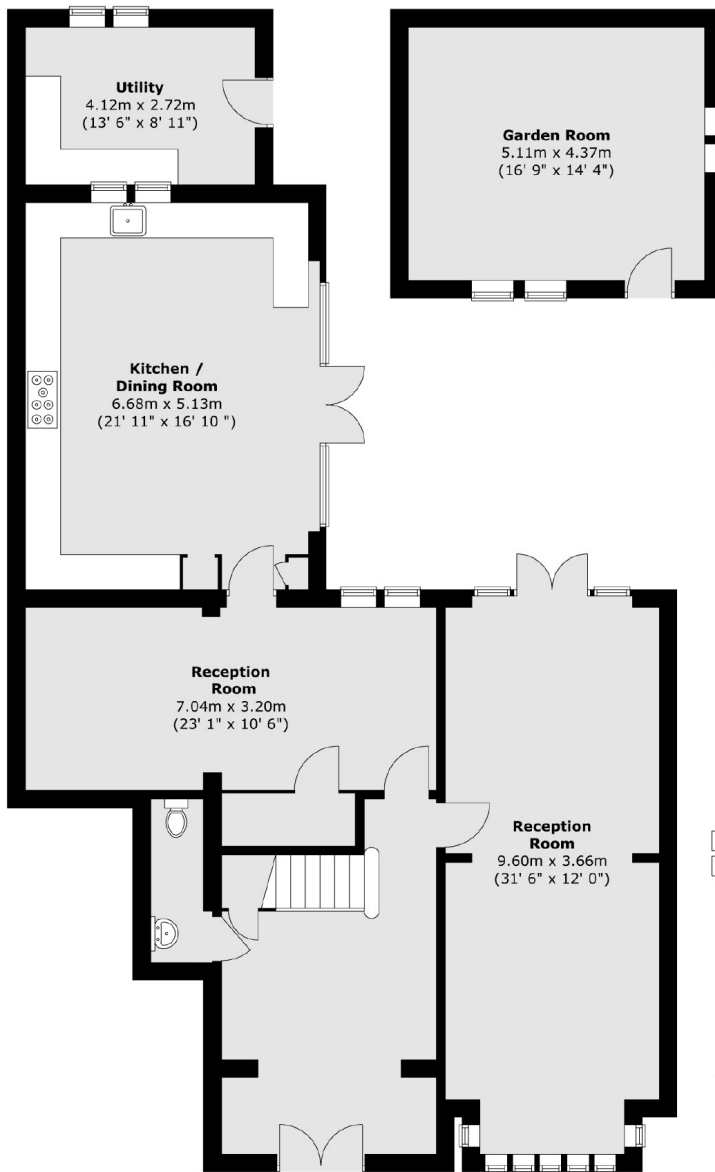 Utility
4.12m x 2.72m
(13' 6" x 8' 11")
Garden Room
5.11m x 4.37m
(16' 9" x 14' 4")
Kitchen /
Dining Room
6.68m x 5.13m
(21' 11" x 16' 10 ")
Reception
Room
7.04m x 3.20m
(23' 1" x 10' 6")
Reception
Room
9.60m x 3.66m
(31' 6" x 12' 0")